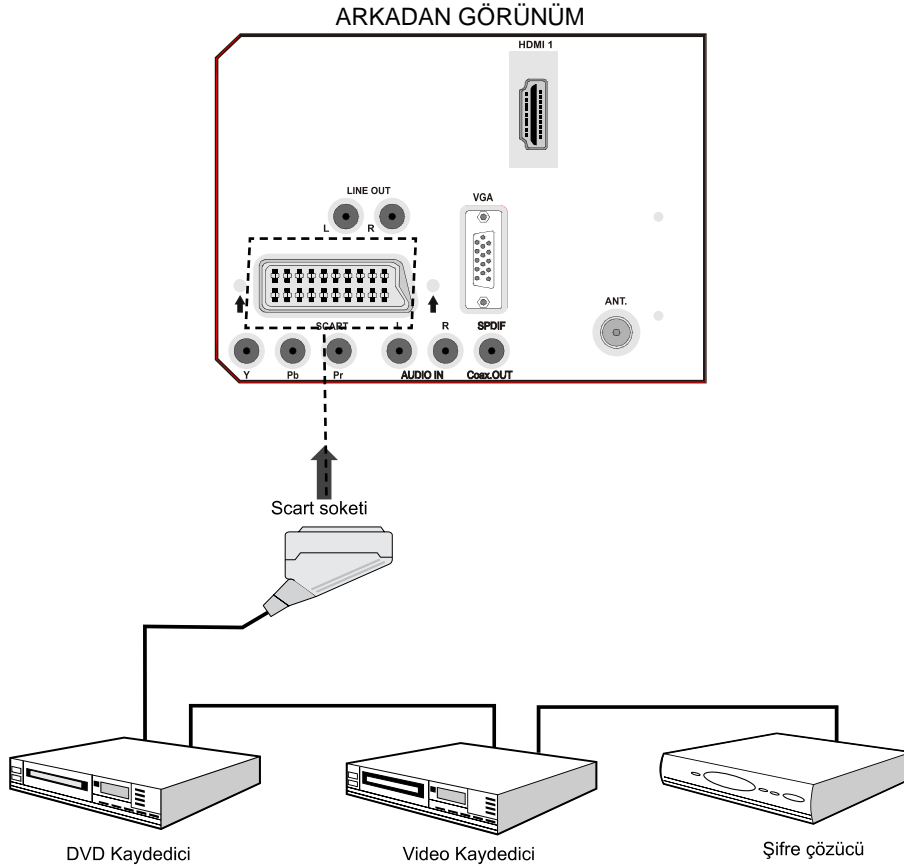 ARKADAN GÖRÜNÜM
HDMI 1
LINE OUT
L R
VGA
ANT.
SCART L R SPDIF
Y Pb Pr AUDIO IN Coax.OUT
Scart soketi
DVD Kaydedici
Video Kaydedici
Şifre çözücü